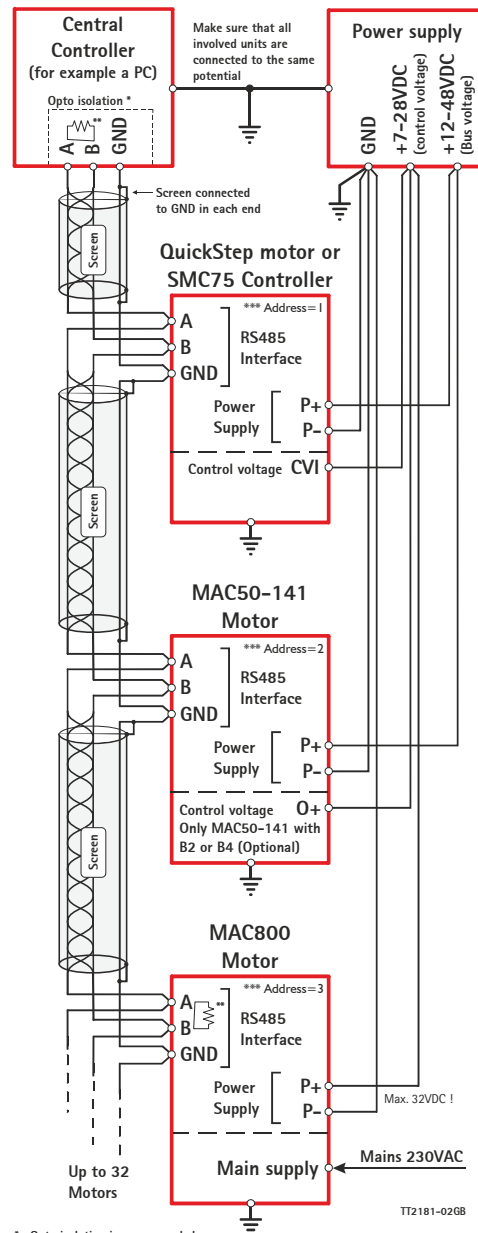 Central
Controller
(for example a PC)
Opto isolation *
**
A
B
GND
Make sure that all
involved units are
connected to the same
potential
Power supply
GND
+7-28VDC
(control voltage)
+12-48VDC
(Bus voltage)
Screen connected
to GND in each end
Screen
QuickStep motor or
SMC75 Controller
*** Address=1
A
B
GND
RS485
Interface
Power
Supply
P+
P-
Control voltage CVI
Screen
MAC50-141
Motor
*** Address=2
A
B
GND
RS485
Interface
Power
Supply
P+
P-
Control voltage O+
Only MAC50-141 with
B2 or B4 (Optional)
Screen
MAC800
Motor
*** Address=3
A
**
B
GND
RS485
Interface
Power
Supply
P+
P-
Max. 32VDC !
Main supply
Mains 230VAC
Up to 32
Motors
TT2181-02GB